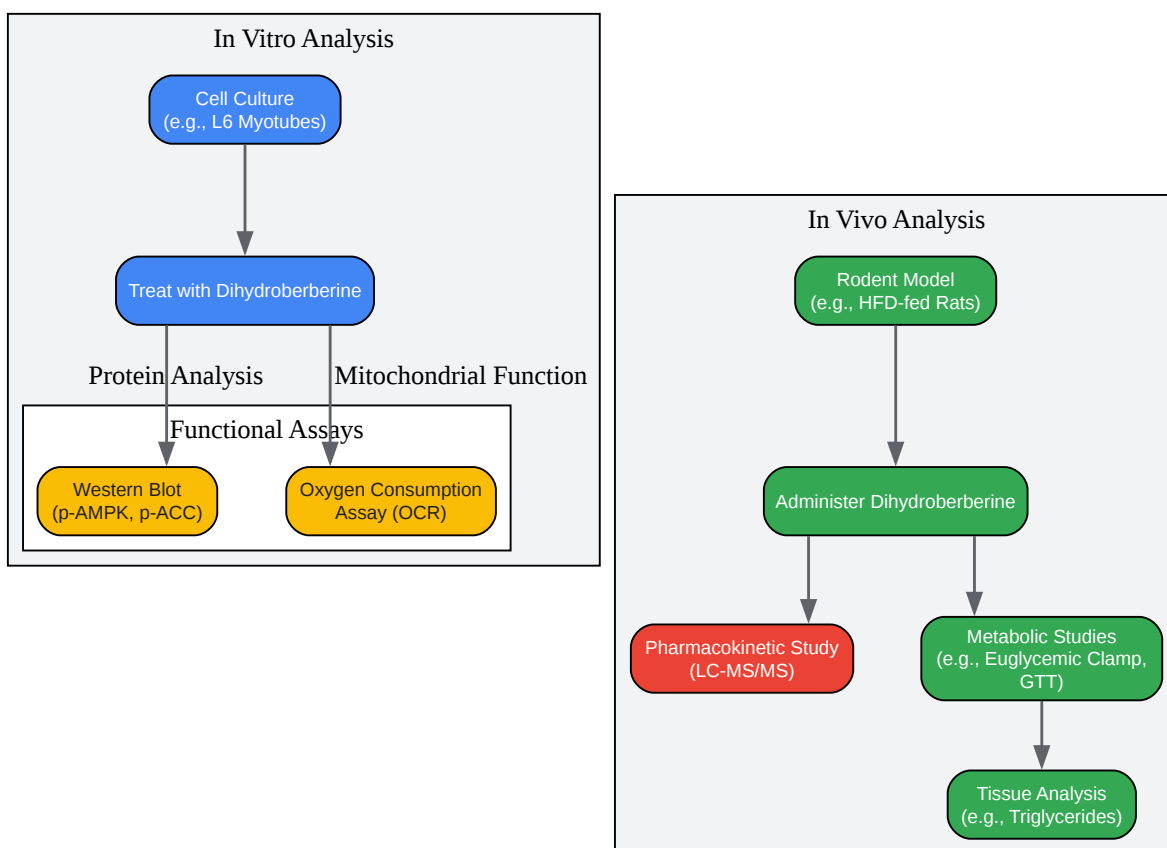 In Vitro Analysis
Cell Culture
(e.g., L6 Myotubes)
Treat with Dihydroberberine
Protein Analysis
Mitochondrial Function
Functional Assays
Western Blot
(p-AMPK, p-ACC)
Oxygen Consumption
Assay (OCR)
In Vivo Analysis
Rodent Model
(e.g., HFD-fed Rats)
Administer Dihydroberberine
Pharmacokinetic Study
(LC-MS/MS)
Metabolic Studies
(e.g., Euglycemic Clamp,
GTT)
Tissue Analysis
(e.g., Triglycerides)